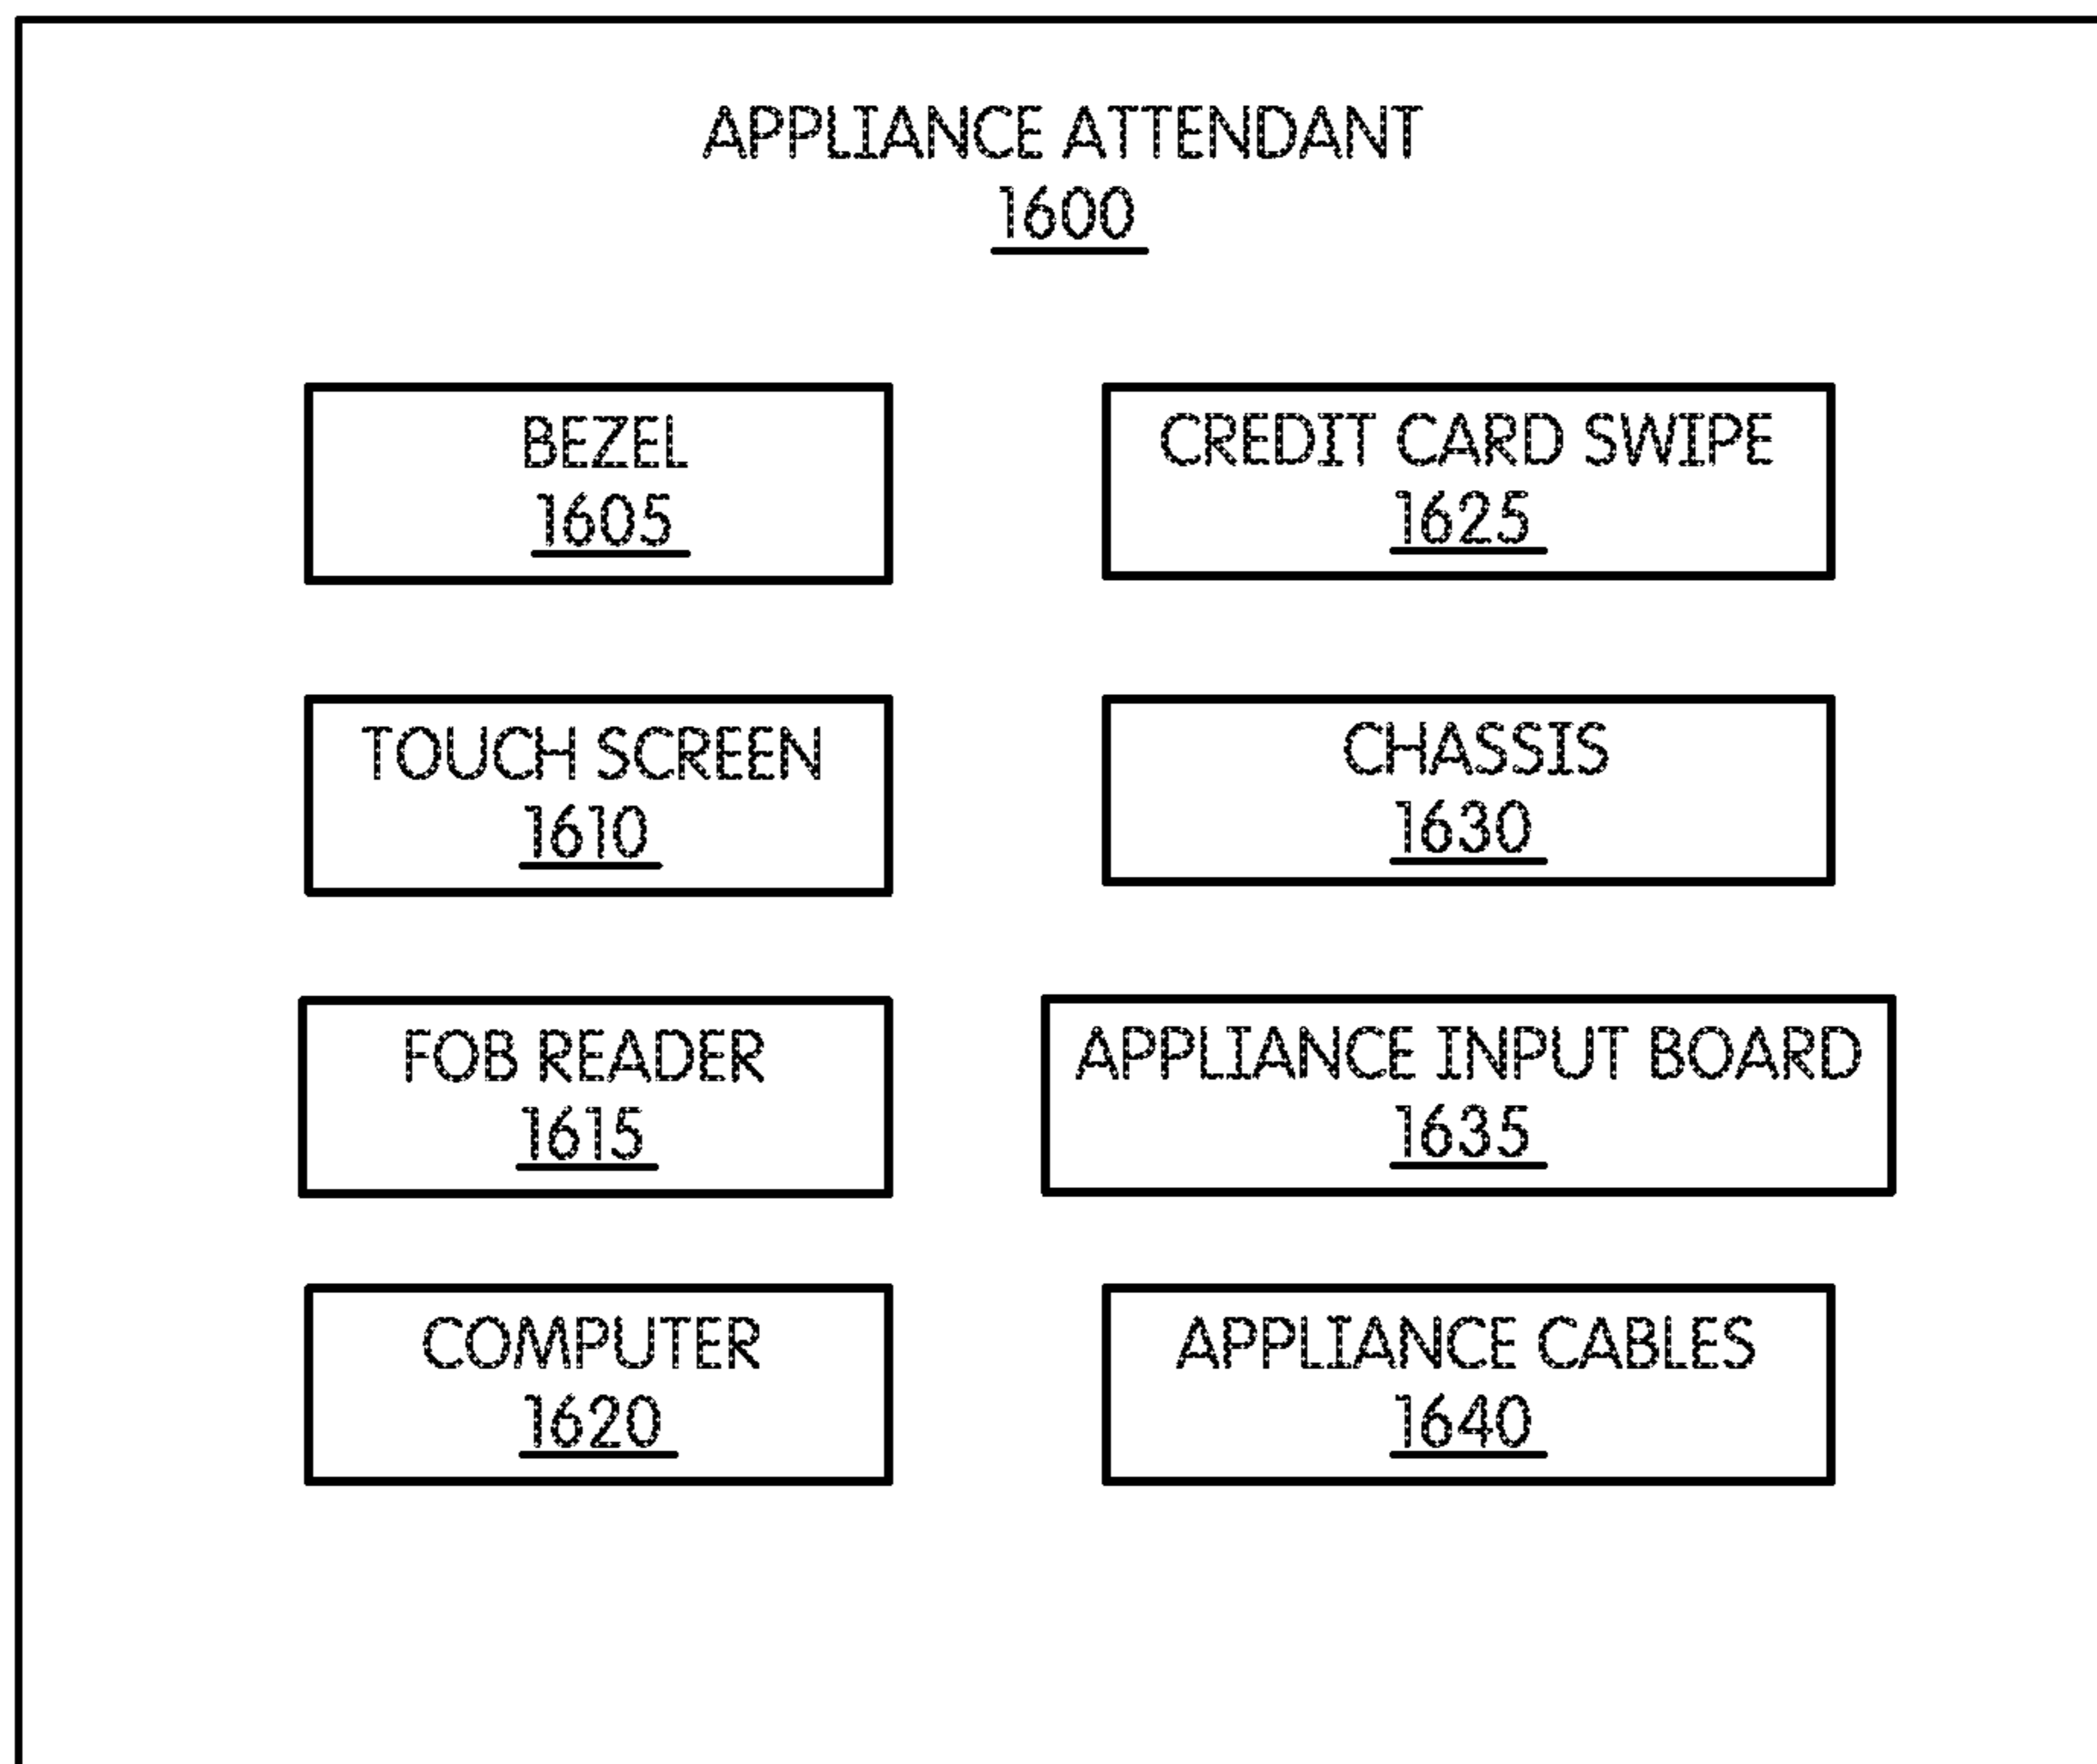 APPLIANCE ATTENDANT
1600
BEZEL
1605
CREDIT CARD SWIPE
1625
TOUCH SCREEN
1610
CHASSIS
1630
FOB READER
1615
APPLIANCE INPUT BOARD
1635
COMPUTER
1620
APPLIANCE CABLES
1640